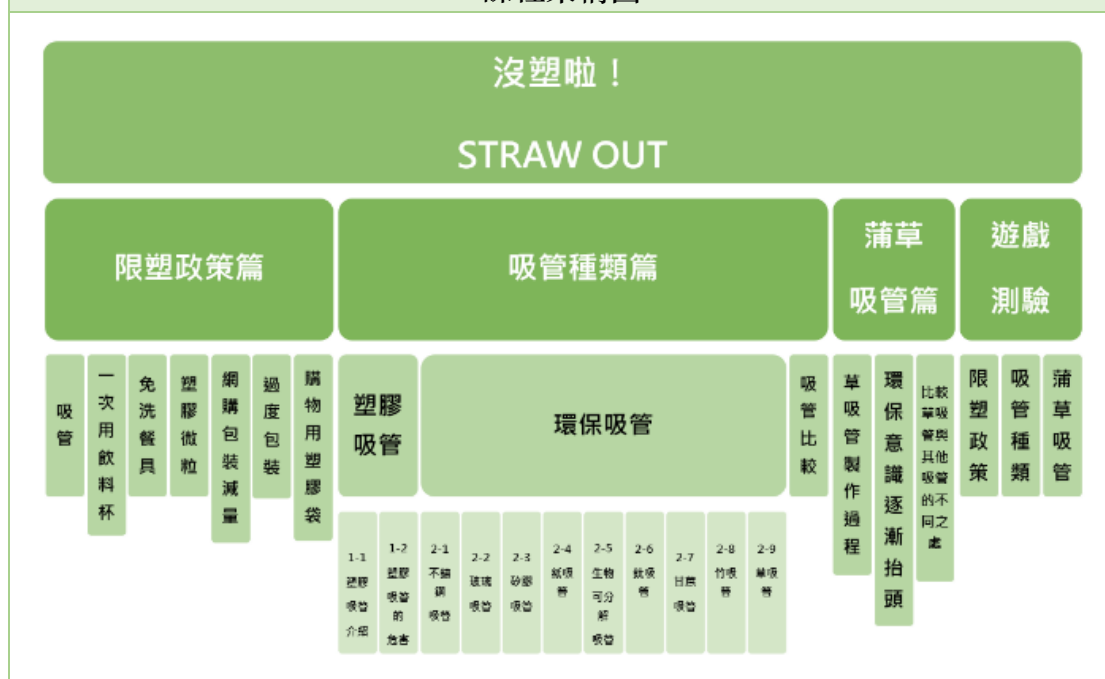 課程架構圖
沒塑啦！
STRAW OUT
限塑政策篇
吸管種類篇
蒲草
吸管篇
遊戲
測驗
吸管
一次用飲料杯
免洗餐具
塑膠微粒
網購包裝減量
過度包裝
購物用塑膠袋
塑膠
吸管
環保吸管
吸管比較
草吸管製作過程
環保意識逐漸抬頭
比較
草吸
管與
其他
吸管
的不
同之
處
限塑政策
吸管種類
蒲草吸管
1-1
塑膠
吸管
介紹
1-2
塑膠
吸管
的
危害
2-1
不鏽
鋼
吸管
2-2
玻璃
吸管
2-3
矽膠
吸管
2-4
紙吸
管
2-5
生物
可分
解
吸管
2-6
鈦吸
管
2-7
甘蔗
吸管
2-8
竹吸
管
2-9
草吸
管